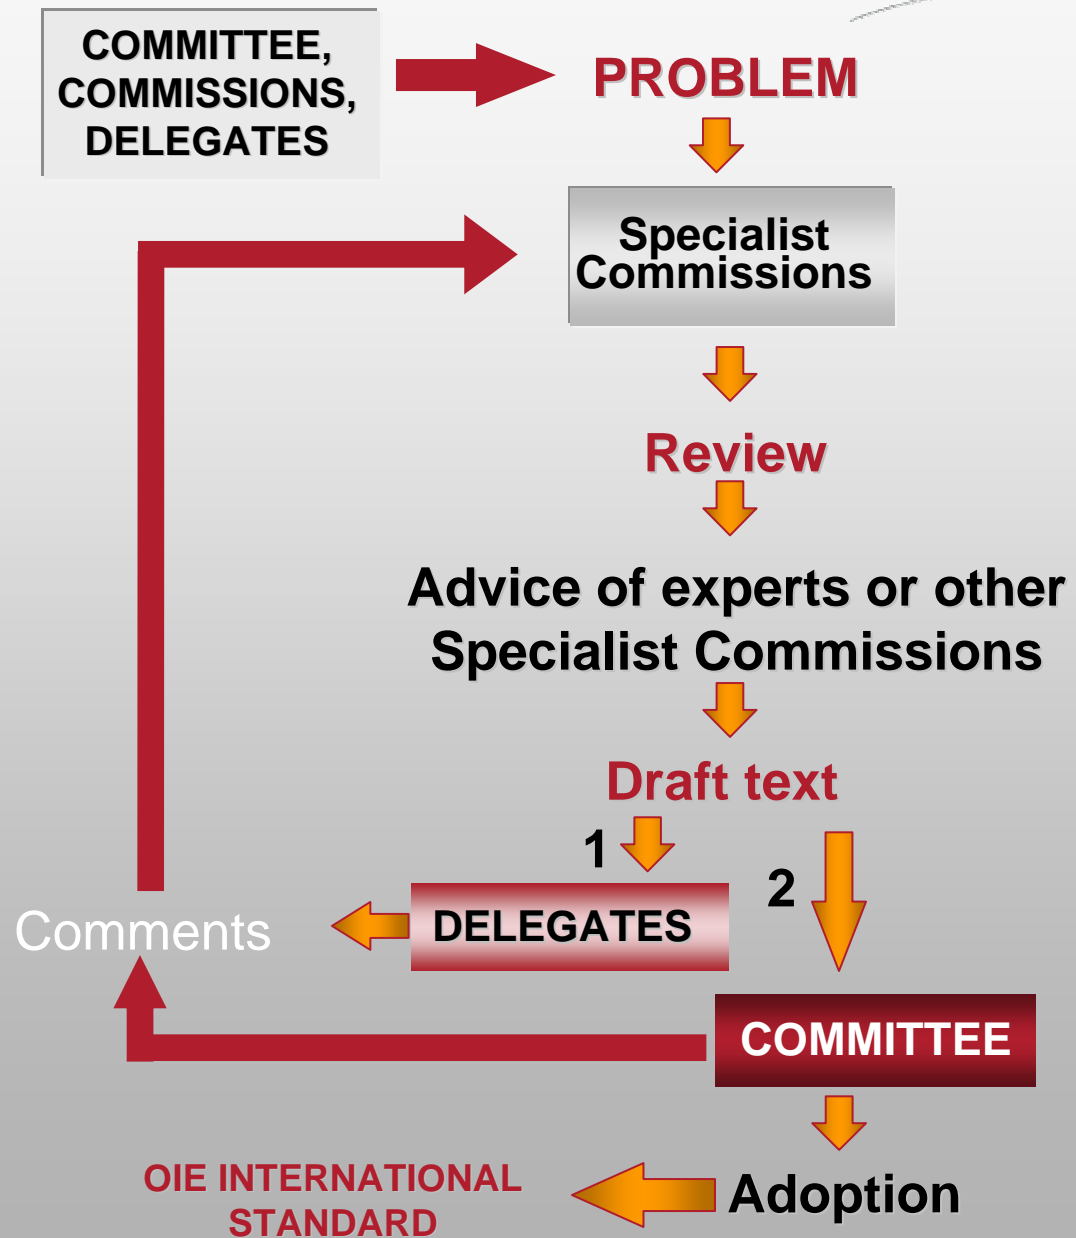 COMMITTEE,
COMMISSIONS,
DELEGATES
PROBLEM
Specialist
Commissions
Review
Advice of experts or other
Specialist Commissions
Draft text
1
2
Comments
DELEGATES
COMMITTEE
Adoption
OIE INTERNATIONAL
STANDARD